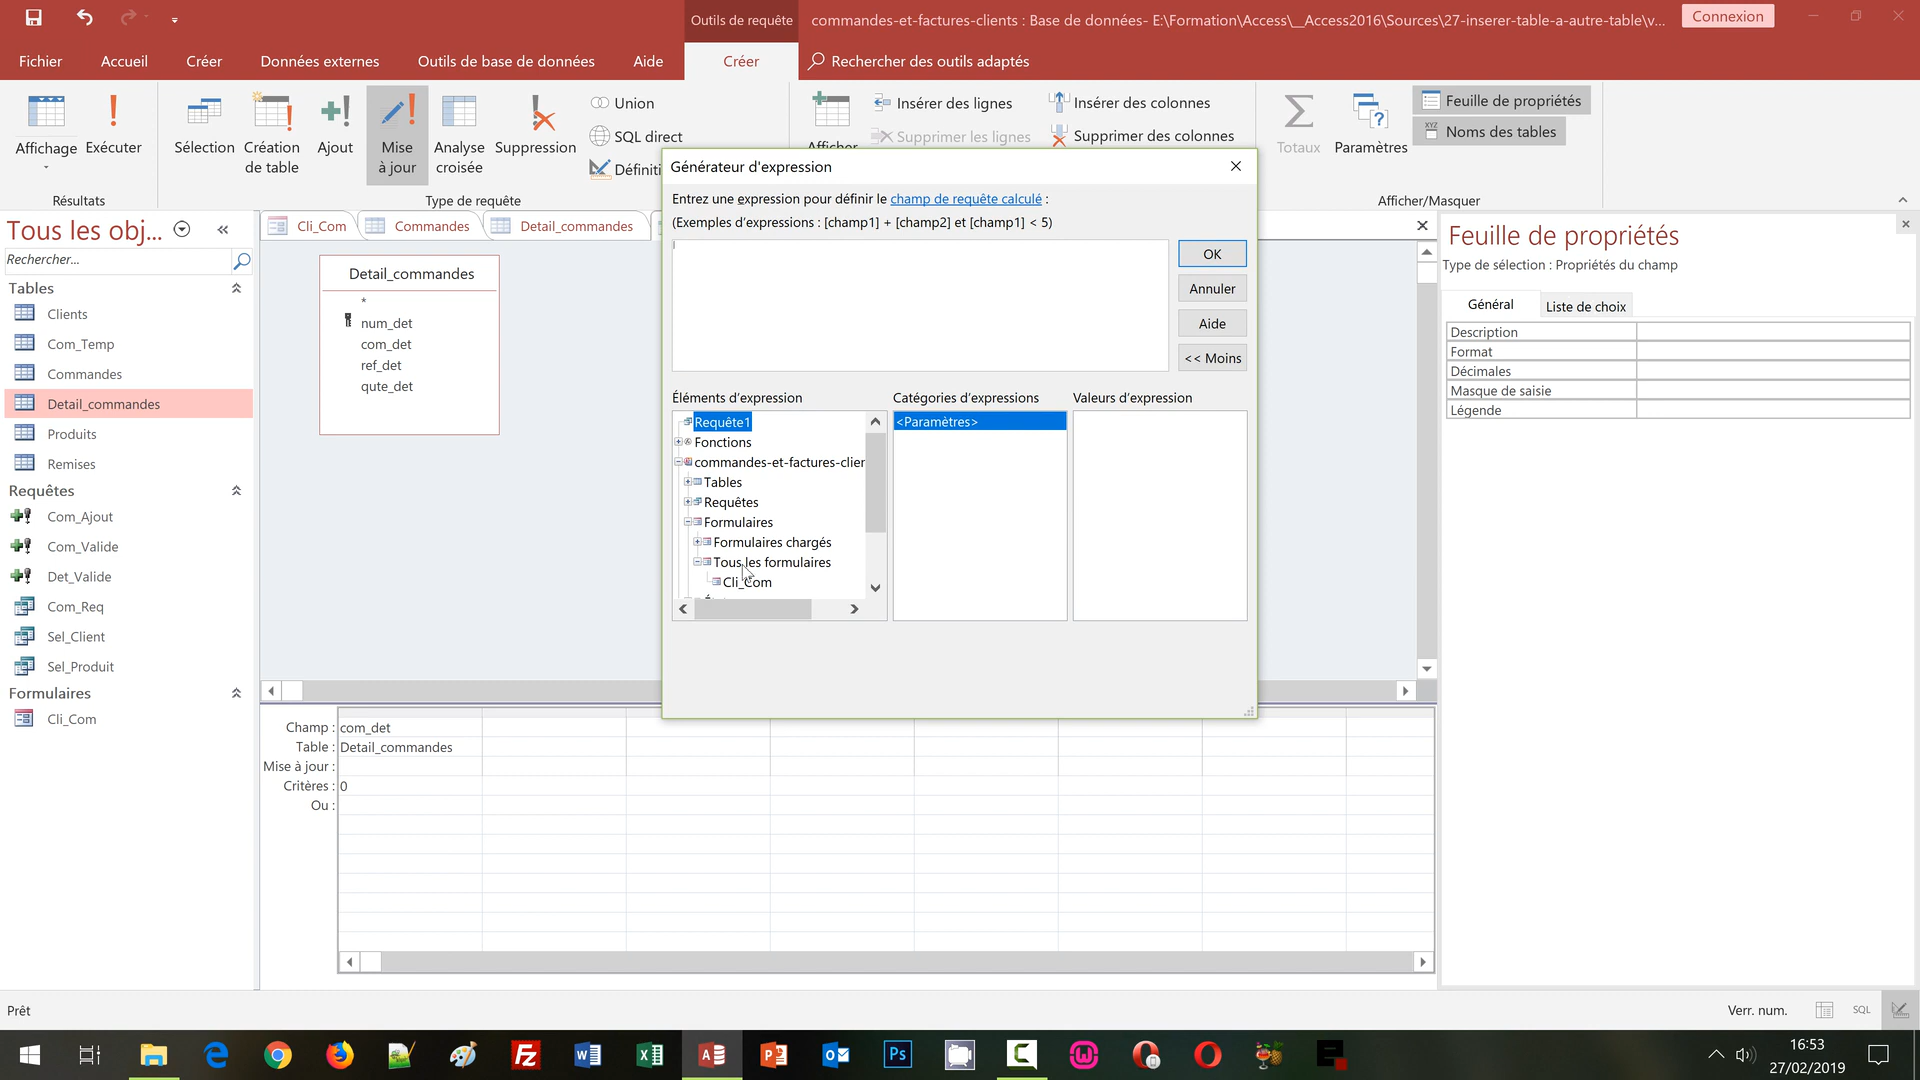 Outils de requête
commandes-et-factures-clients : Base de données- E:\Formation\Access\__Access2016\Sources\27-inserer-table-a-autre-table\v...
Connexion
Fichier
Accueil
Créer
Données externes
Outils de base de données
Aide
Créer
Rechercher des outils adaptés
Affichage
Exécuter
Sélection
Création
de table
Ajout
Mise
à jour
Analyse
croisée
Suppression
Union
SQL direct
Définiti
Afficher
Insérer des lignes
Supprimer les lignes
Insérer des colonnes
Supprimer des colonnes
Totaux
Paramètres
Feuille de propriétés
Noms des tables
Résultats
Type de requête
Afficher/Masquer
Tous les obj...
Rechercher...
Tables
Clients
Com_Temp
Commandes
Detail_commandes
Produits
Remises
Requêtes
Com_Ajout
Com_Valide
Det_Valide
Com_Req
Sel_Client
Sel_Produit
Formulaires
Cli_Com
Cli_Com
Commandes
Detail_commandes
Detail_commandes
*
num_det
com_det
ref_det
qute_det
Générateur d'expression
Entrez une expression pour définir le champ de requête calculé :
(Exemples d'expressions : [champ1] + [champ2] et [champ1] < 5)
OK
Annuler
Aide
<< Moins
Éléments d'expression
Catégories d'expressions
Valeurs d'expression
Requête1
Fonctions
commandes-et-factures-clier
Tables
Requêtes
Formulaires
Formulaires chargés
Tous les formulaires
Cli_Com
<Paramètres>
Champ : com_det
Table : Detail_commandes
Mise à jour :
Critères : 0
Ou :
Feuille de propriétés
Type de sélection : Propriétés du champ
Général
Liste de choix
Description
Format
Décimales
Masque de saisie
Légende
Prêt
Verr. num.
SQL
16:53
27/02/2019